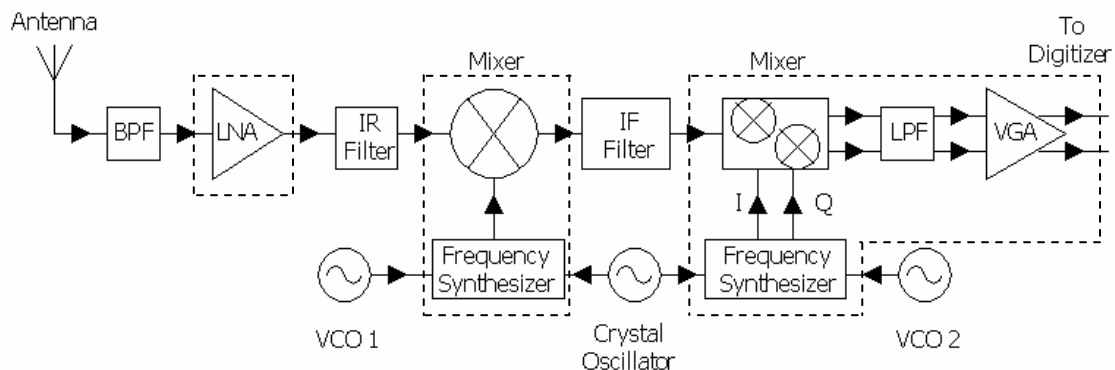 Antenna
BPF
LNA
IR
Filter
Mixer
IF
Filter
Mixer
LPF
VGA
To
Digitizer
I
Q
Frequency
Synthesizer
Frequency
Synthesizer
VCO 1
Crystal
Oscillator
VCO 2